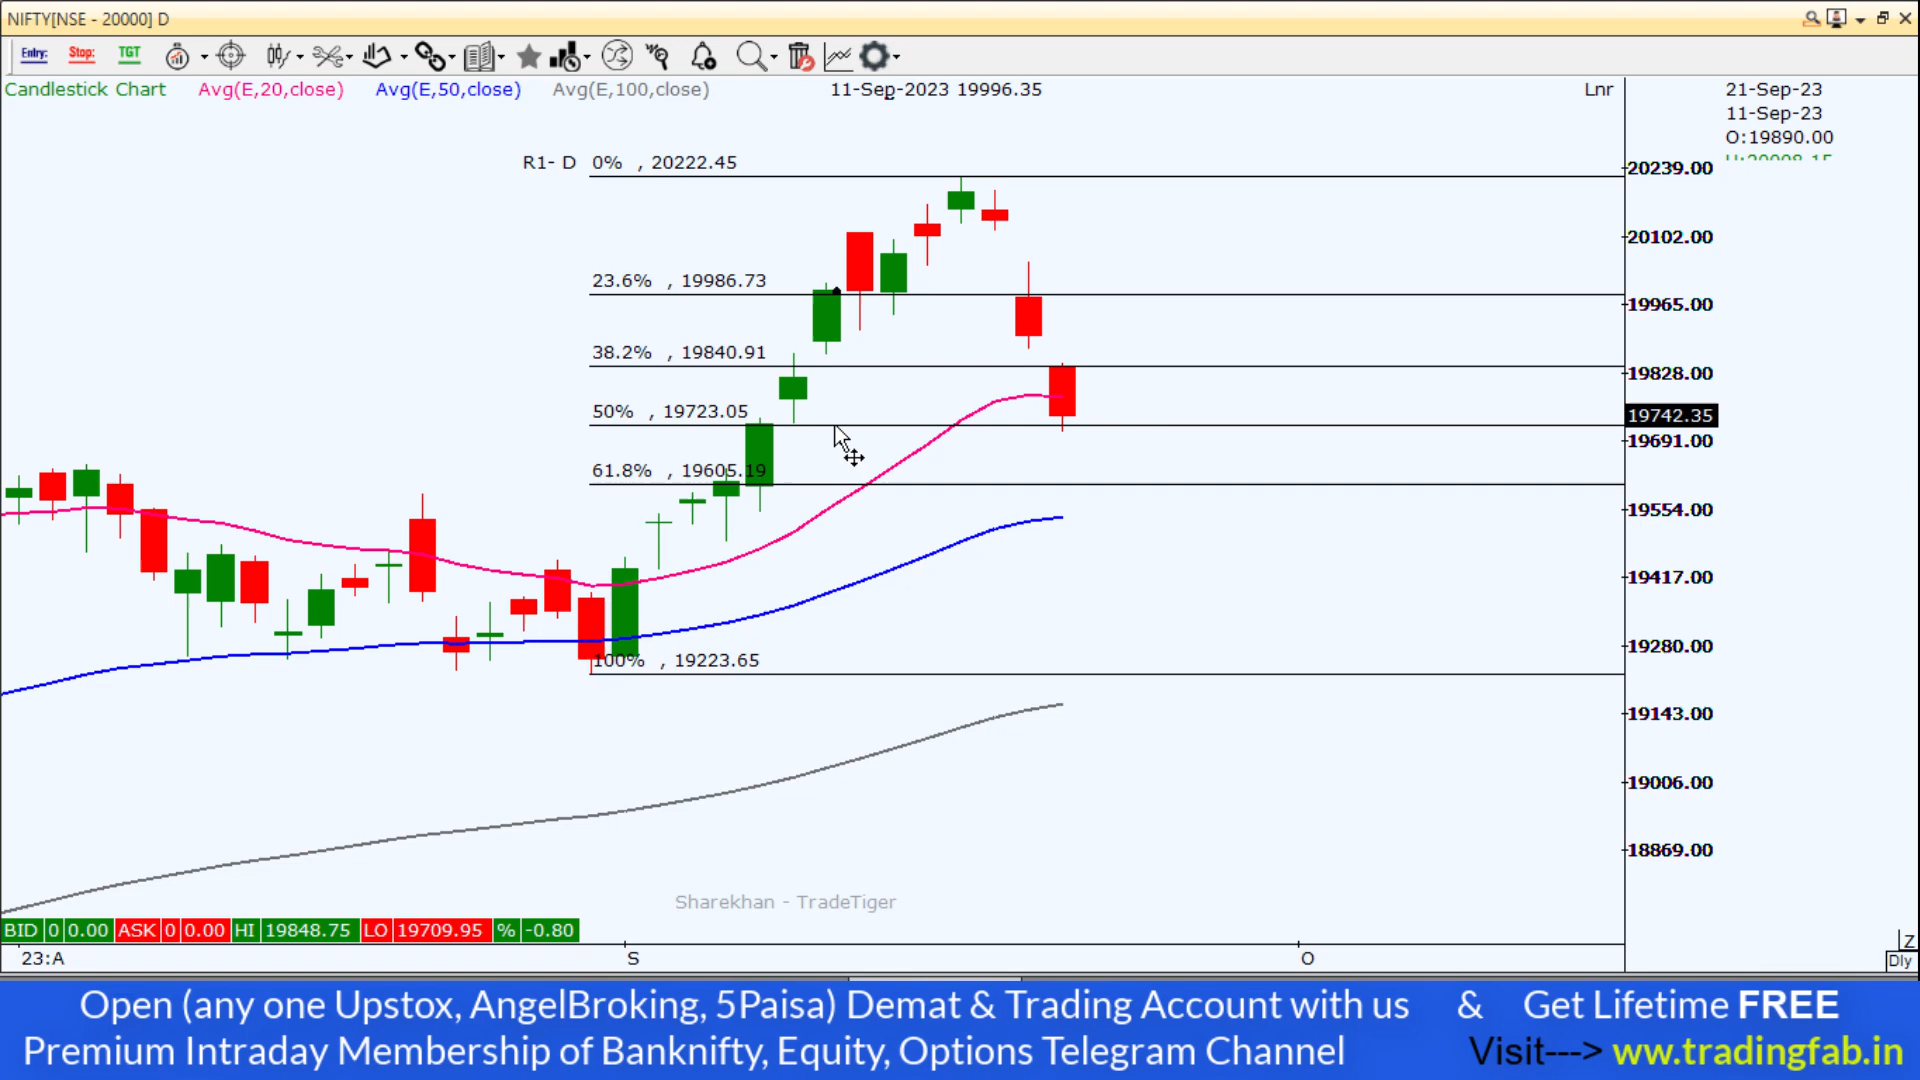 NIFTY[NSE - 20000] D
Entry: Stop: TGT
Candlestick Chart Avg(E,20,close) Avg(E,50,close) Avg(E,100,close) 11-Sep-2023 19996.35 Lnr
21-Sep-23
11-Sep-23
O:19890.00
R1- D 0% , 20222.45
20239.00
20102.00
23.6% , 19986.73
19965.00
38.2% , 19840.91
19828.00
50% , 19723.05
19742.35
19691.00
61.8% , 19605.19
19554.00
19417.00
19280.00
100% , 19223.65
19143.00
19006.00
18869.00
Sharekhan - TradeTiger
BID 0 0.00 ASK 0 0.00 HI 19848.75 LO 19709.95 % -0.80
Z
23:A S O Dly
Open (any one Upstox, AngelBroking, 5Paisa) Demat & Trading Account with us & Get Lifetime FREE
Premium Intraday Membership of Banknifty, Equity, Options Telegram Channel Visit---> ww.tradingfab.in